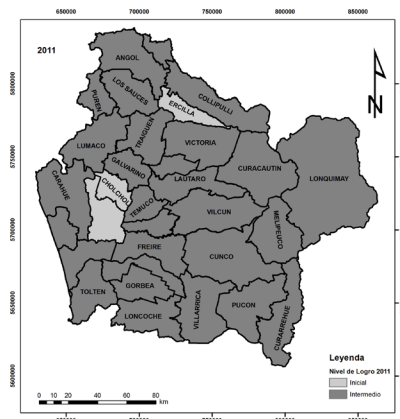 650000 700000 750000 800000 850000
2011
N
5800000
5750000
5700000
5650000
5600000
ANGOL
LOS SAUCES
PUREN
COLLIPULLI
ERCILLA
TRAIGUEN
LUMACO
VICTORIA
GALVARINO
CURACAUTIN
LONQUIMAY
CARAHUE
CHOLCHOL
LAUTARO
TEMUCO
VILCUN
MELIPEUCO
FREIRE
CUNCO
TOLTEN
GORBEA
LONCOCHE
VILLARRICA
PUCON
CURARREHUE
Leyenda
Nivel de Logro 2011
Inicial
Intermedio
0 10 20 40 60 80
km